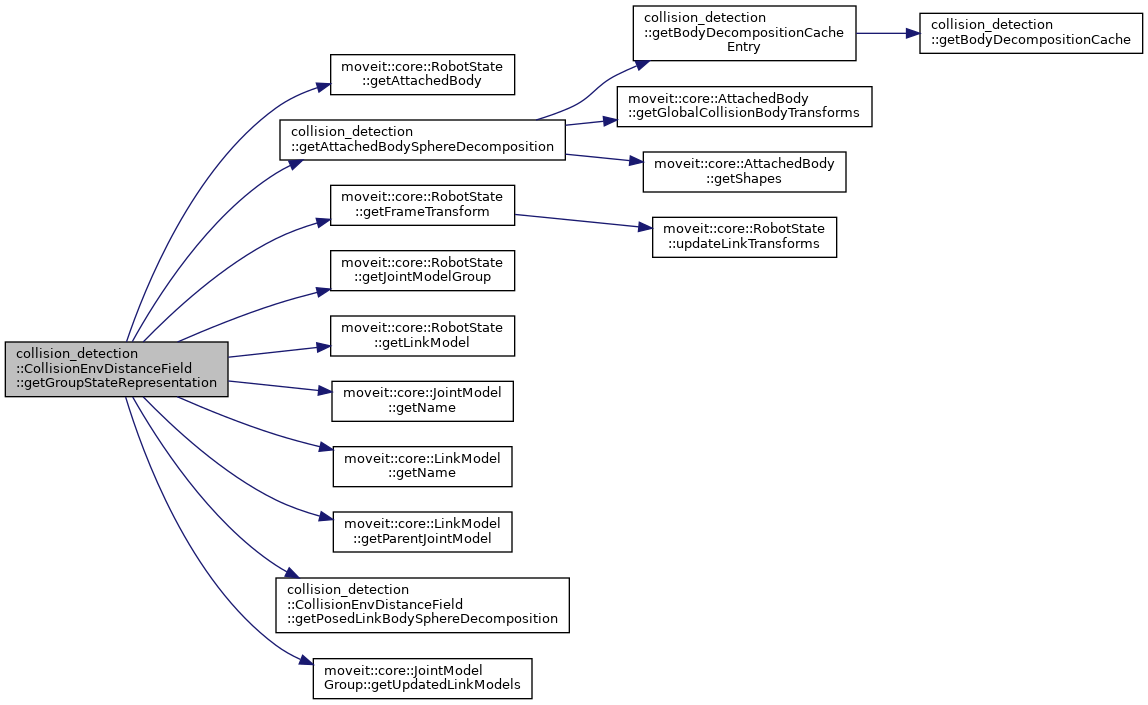 collision_detection
::getBodyDecompositionCache
Entry
collision_detection
::getBodyDecompositionCache
moveit::core::RobotState
::getAttachedBody
moveit::core::AttachedBody
::getGlobalCollisionBodyTransforms
collision_detection
::getAttachedBodySphereDecomposition
moveit::core::AttachedBody
::getShapes
moveit::core::RobotState
::getFrameTransform
moveit::core::RobotState
::updateLinkTransforms
moveit::core::RobotState
::getJointModelGroup
moveit::core::RobotState
::getLinkModel
collision_detection
::CollisionEnvDistanceField
::getGroupStateRepresentation
moveit::core::JointModel
::getName
moveit::core::LinkModel
::getName
moveit::core::LinkModel
::getParentJointModel
collision_detection
::CollisionEnvDistanceField
::getPosedLinkBodySphereDecomposition
moveit::core::JointModel
Group::getUpdatedLinkModels